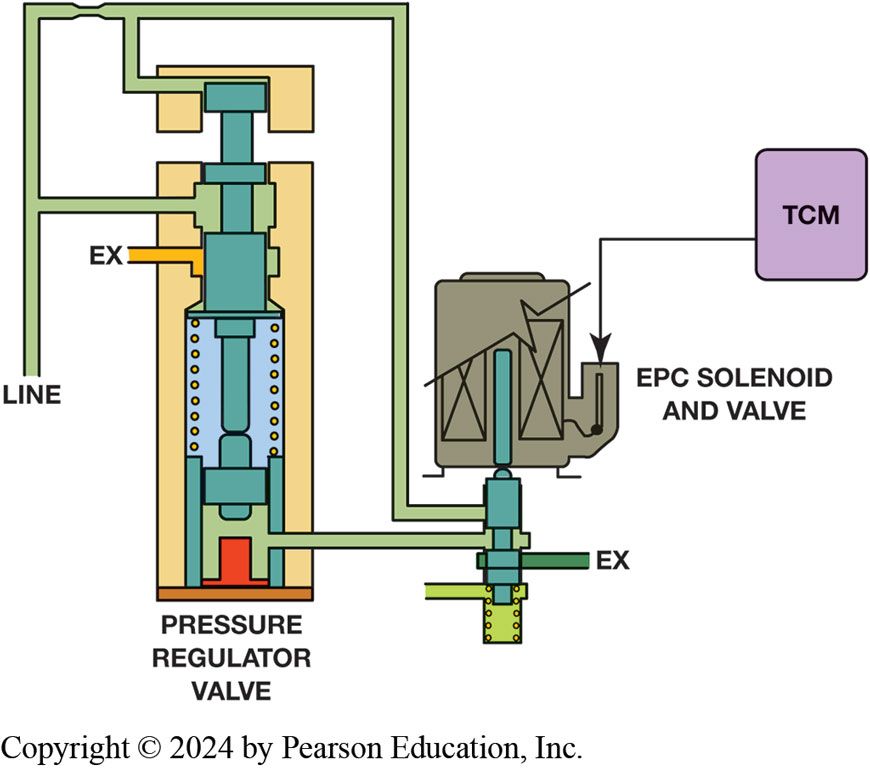 TCM
EX
LINE
EPC SOLENOID
AND VALVE
EX
PRESSURE
REGULATOR
VALVE
Copyright © 2024 by Pearson Education, Inc.